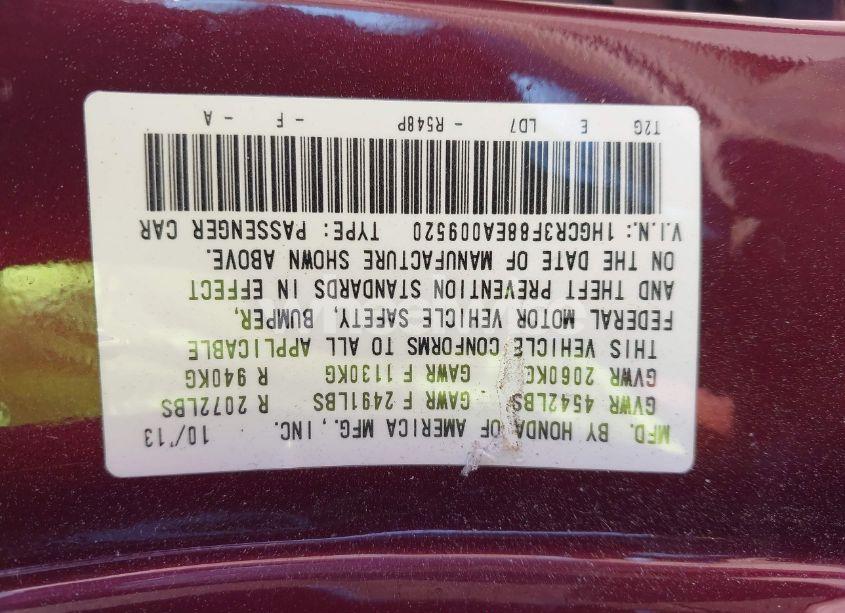 MFD. BY HONDA OF AMERICA MFG., INC. 10/13
GVWR 4542LBS GAWR F 2491LBS R 2072LBS
GVWR 2060KG GAWR F 1130KG R 940KG
THIS VEHICLE CONFORMS TO ALL APPLICABLE
FEDERAL MOTOR VEHICLE SAFETY, BUMPER,
AND THEFT PREVENTION STANDARDS IN EFFECT
ON THE DATE OF MANUFACTURE SHOWN ABOVE.
V.I.N.: 1HGCR3F88EA009520 TYPE: PASSENGER CAR
T2G E LD7 - R548P - F - A